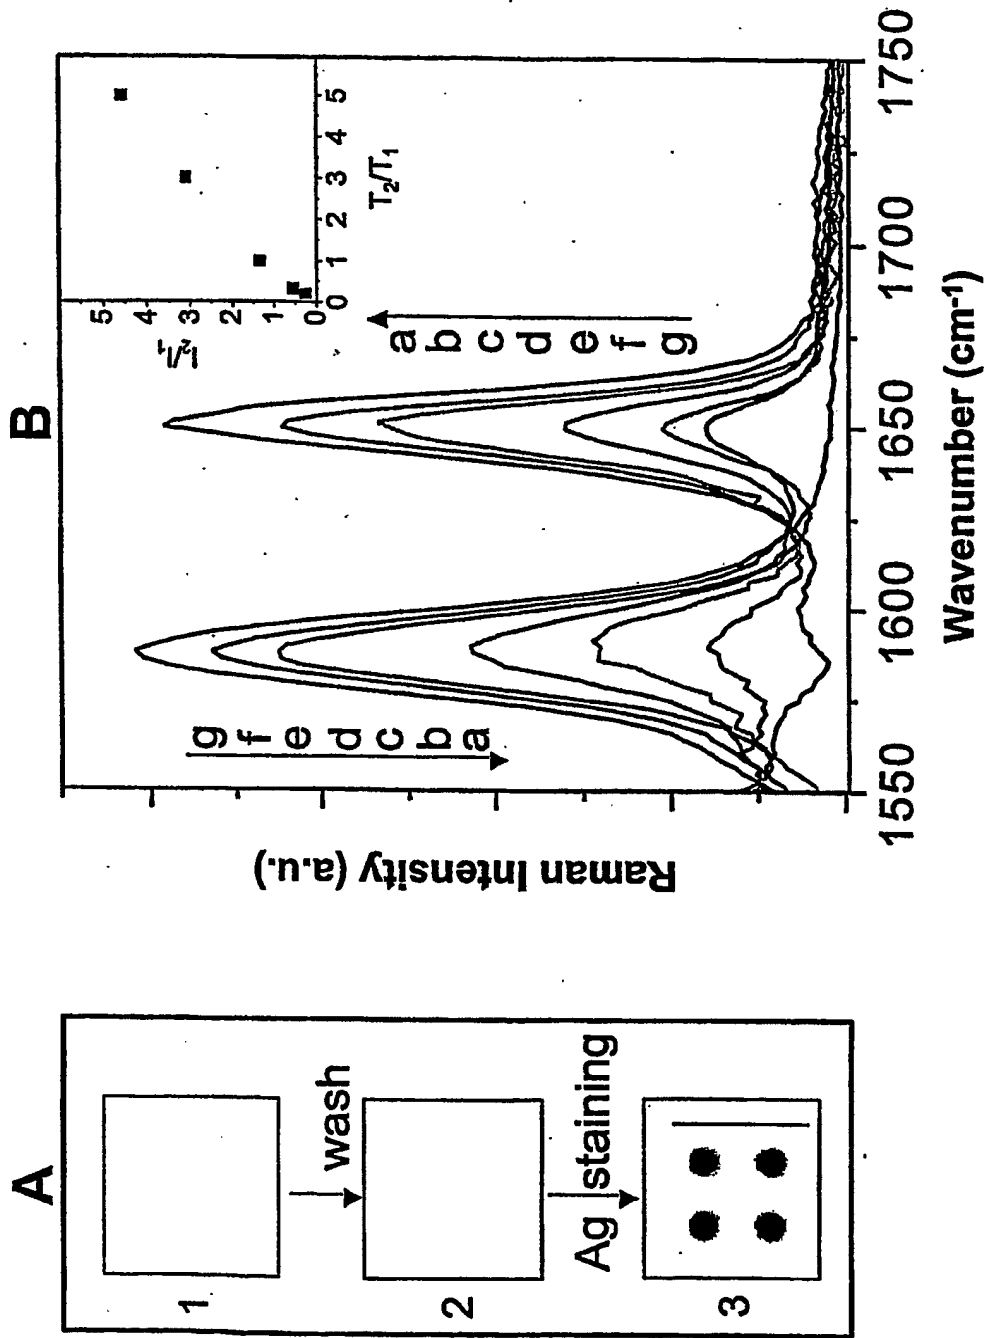 A
1
wash
2
Ag staining
3
B
Raman Intensity (a.u.)
g f e d c b a
a b c d e f g
I2/I1
5
4
3
2
1
0
0 1 2 3 4 5
T2/T1
1550 1600 1650 1700 1750
Wavenumber (cm⁻¹)